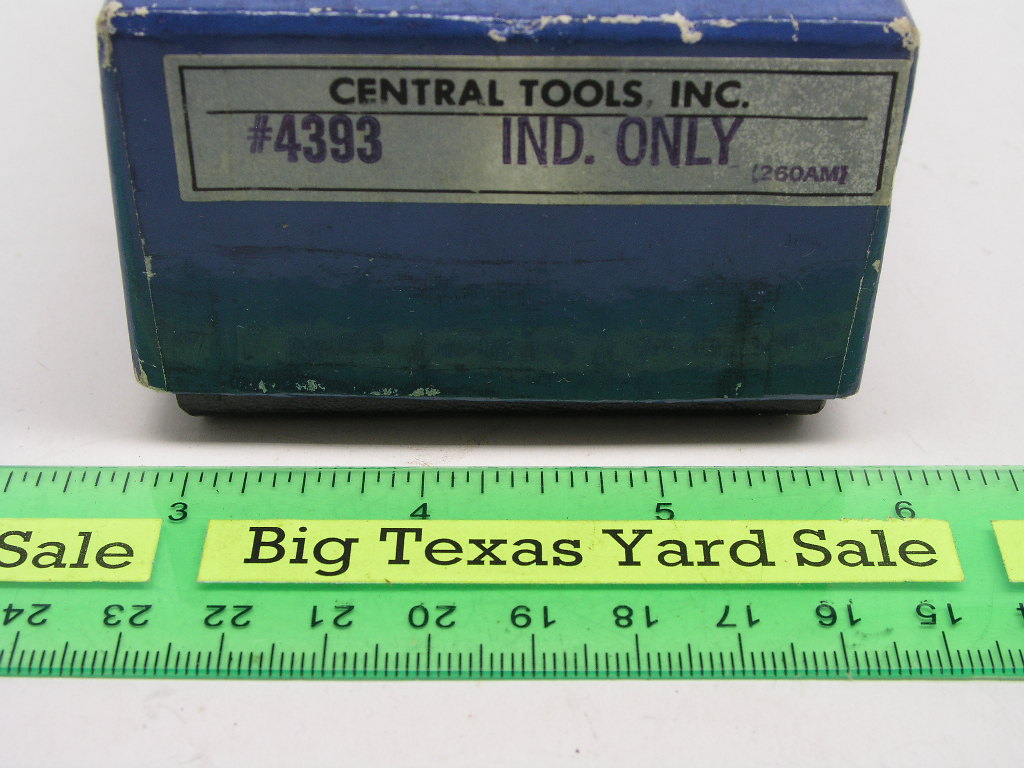 CENTRAL TOOLS, INC.
#4393 IND. ONLY
(260AM)
3 4 5 6
Sale Big Texas Yard Sale
24 23 22 21 20 19 18 17 16 15